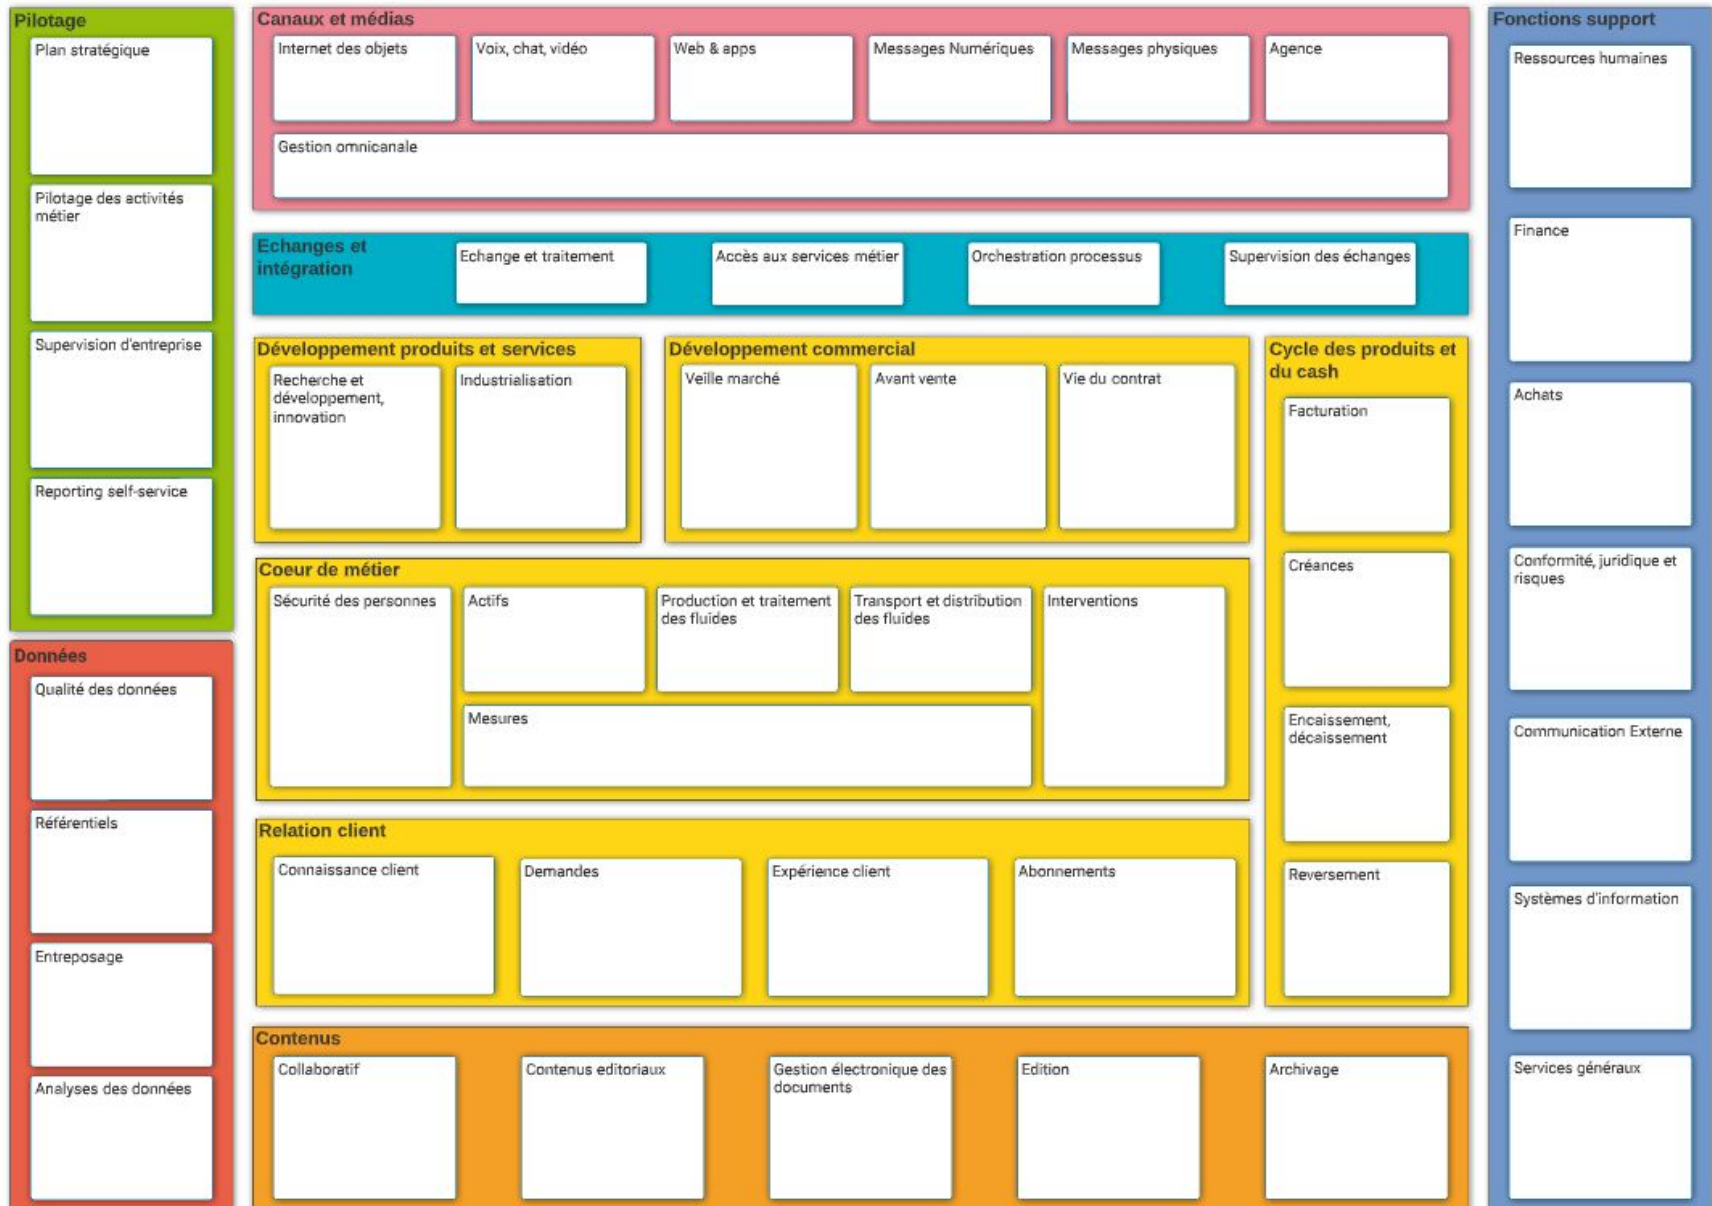 Pilotage
Plan stratégique
Pilotage des activités
métier
Supervision d'entreprise
Reporting self-service
Données
Qualité des données
Référentiels
Entreposage
Analyses des données
Canaux et médias
Internet des objets
Voix, chat, vidéo
Web & apps
Messages Numériques
Messages physiques
Agence
Gestion omnicanale
Echanges et
intégration
Echange et traitement
Accès aux services métier
Orchestration processus
Supervision des échanges
Développement produits et services
Recherche et
développement,
innovation
Industrialisation
Développement commercial
Veille marché
Avant vente
Vie du contrat
Coeur de métier
Sécurité des personnes
Actifs
Production et traitement
des fluides
Transport et distribution
des fluides
Interventions
Mesures
Relation client
Connaissance client
Demandes
Expérience client
Abonnements
Cycle des produits et
du cash
Facturation
Créances
Encaissement,
décaissement
Reversement
Contenus
Collaboratif
Contenus editoriaux
Gestion électronique des
documents
Edition
Archivage
Fonctions support
Ressources humaines
Finance
Achats
Conformité, juridique et
risques
Communication Externe
Systèmes d'information
Services généraux